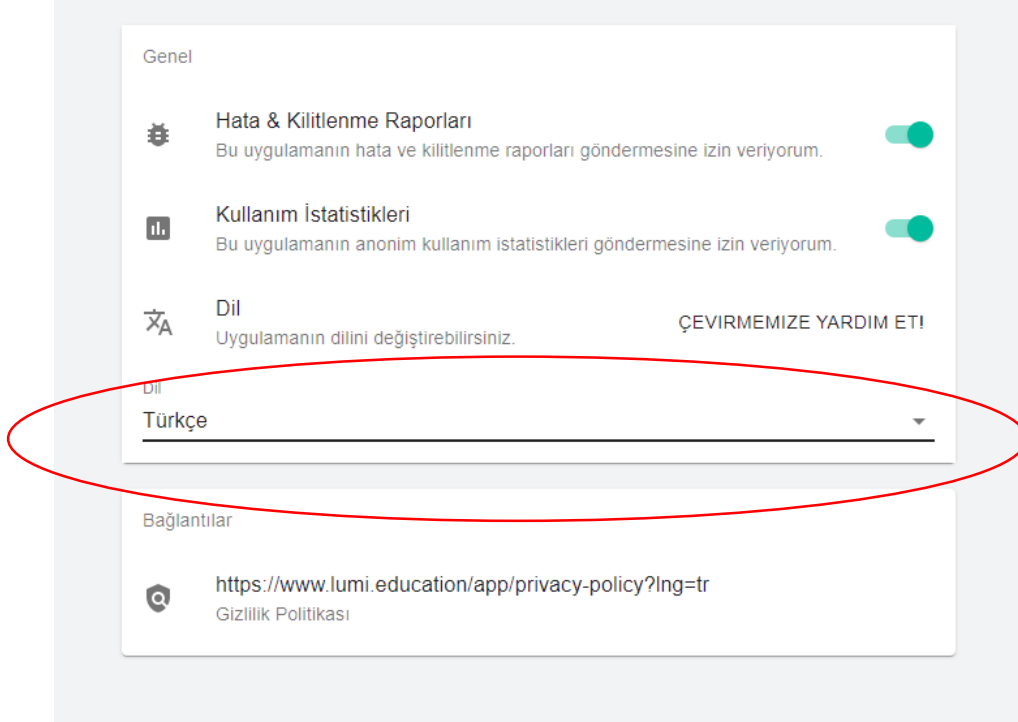 Genel
Hata & Kilitlenme Raporları
Bu uygulamanın hata ve kilitlenme raporları göndermesine izin veriyorum.
Kullanım İstatistikleri
Bu uygulamanın anonim kullanım istatistikleri göndermesine izin veriyorum.
Dil
Uygulamanın dilini değiştirebilirsiniz.
ÇEVIRMEMIZE YARDIM ET!
Dil
Türkçe
Bağlantılar
https://www.lumi.education/app/privacy-policy?lng=tr
Gizlilik Politikası